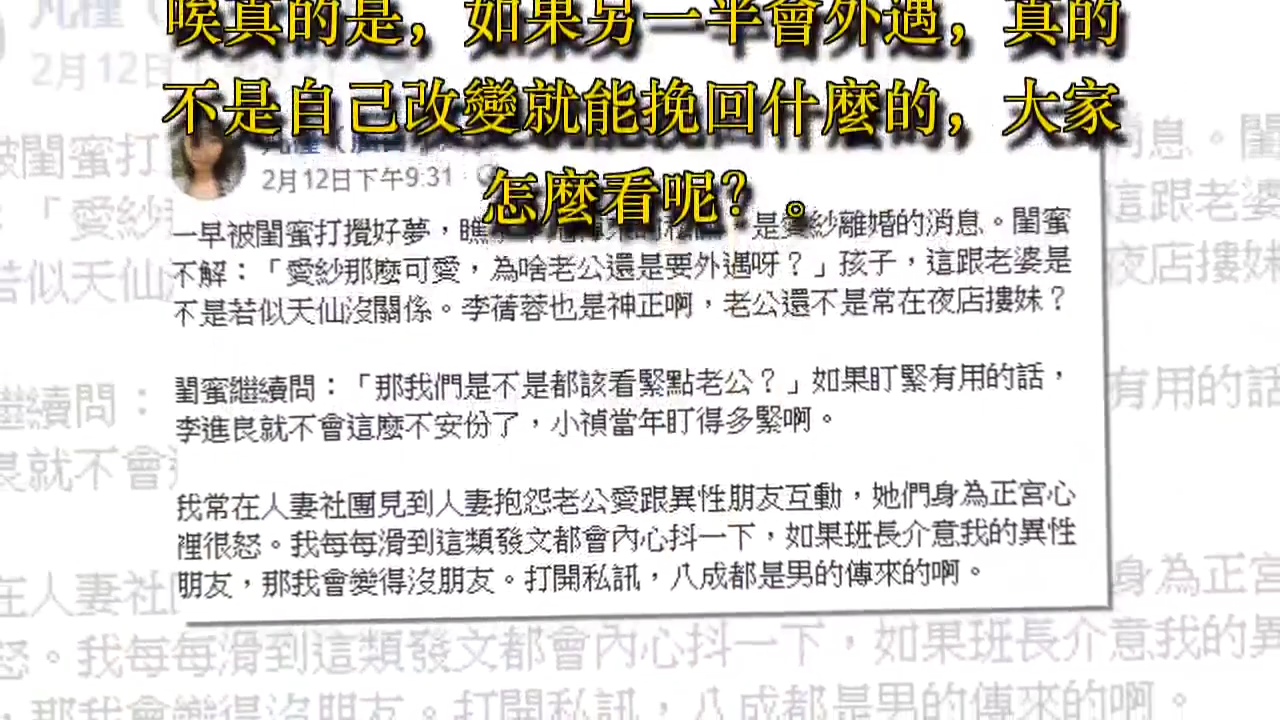 唉真的是，如果另一半會外遇，真的
不是自己改變就能挽回什麼的，大家
怎麼看呢？。
2月12日下午9:31
一早被閨蜜打攪好夢，瞧 是愛紗離婚的消息。閨蜜
不解：「愛紗那麼可愛，為啥老公還是要外遇呀？」孩子，這跟老婆是
不是若似天仙沒關係。李蒨蓉也是神正啊，老公還不是常在夜店摟妹？
閨蜜繼續問：「那我們是不是都該看緊點老公？」如果盯緊有用的話，
李進良就不會這麼不安份了，小禎當年盯得多緊啊。
我常在人妻社團見到人妻抱怨老公愛跟異性朋友互動，她們身為正宮心
裡很怒。我每每滑到這類發文都會內心抖一下，如果班長介意我的異性
朋友，那我會變得沒朋友。打開私訊，八成都是男的傳來的啊。